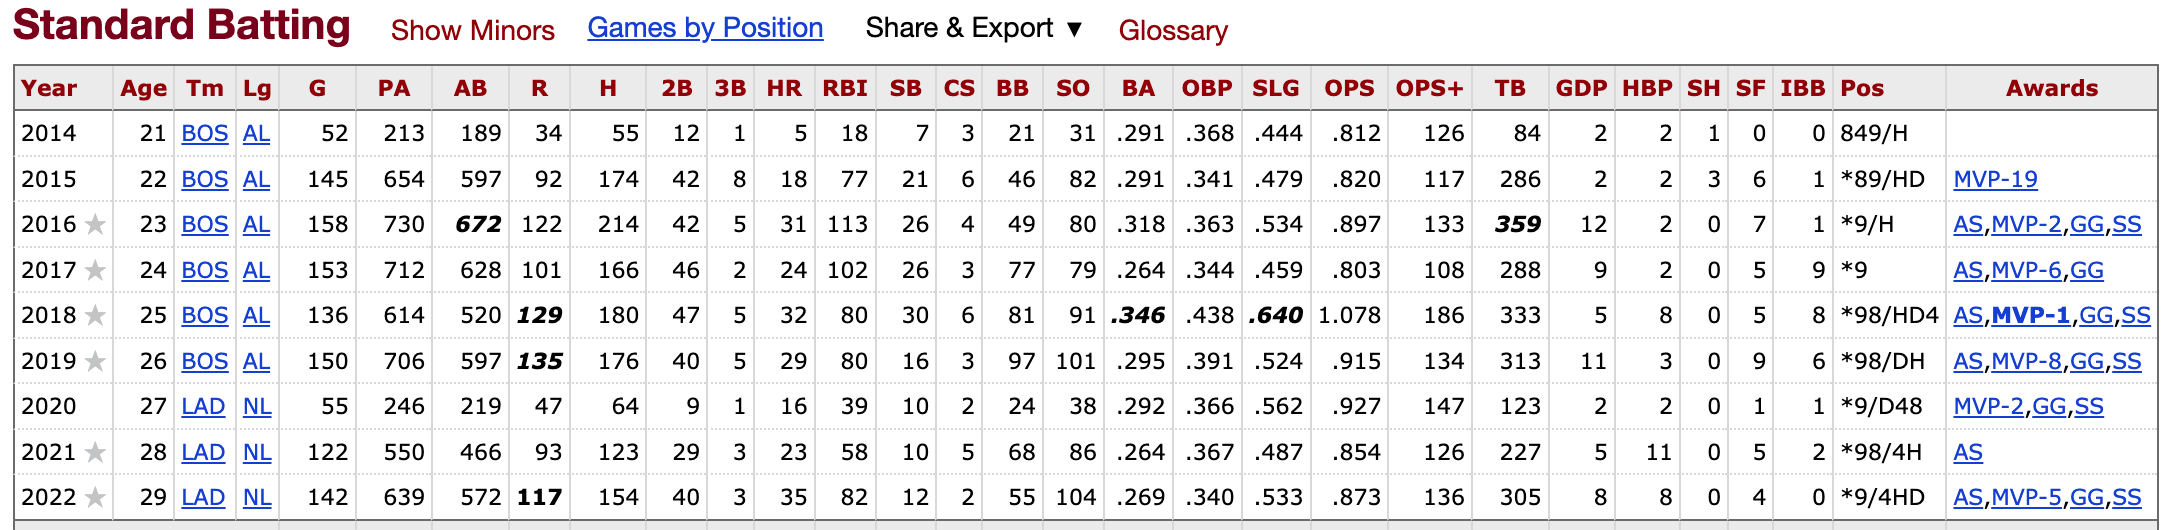 Standard Batting Show Minors Games by Position Share & Export ▼ Glossary
Year Age Tm Lg G PA AB R H 2B 3B HR RBI SB CS BB SO BA OBP SLG OPS OPS+ TB GDP HBP SH SF IBB Pos Awards
2014 21 BOS AL 52 213 189 34 55 12 1 5 18 7 3 21 31 .291 .368 .444 .812 126 84 2 2 1 0 0 849/H
2015 22 BOS AL 145 654 597 92 174 42 8 18 77 21 6 46 82 .291 .341 .479 .820 117 286 2 2 3 6 1 *89/HD MVP-19
2016 ★ 23 BOS AL 158 730 672 122 214 42 5 31 113 26 4 49 80 .318 .363 .534 .897 133 359 12 2 0 7 1 *9/H AS,MVP-2,GG,SS
2017 ★ 24 BOS AL 153 712 628 101 166 46 2 24 102 26 3 77 79 .264 .344 .459 .803 108 288 9 2 0 5 9 *9 AS,MVP-6,GG
2018 ★ 25 BOS AL 136 614 520 129 180 47 5 32 80 30 6 81 91 .346 .438 .640 1.078 186 333 5 8 0 5 8 *98/HD4 AS,MVP-1,GG,SS
2019 ★ 26 BOS AL 150 706 597 135 176 40 5 29 80 16 3 97 101 .295 .391 .524 .915 134 313 11 3 0 9 6 *98/DH AS,MVP-8,GG,SS
2020 27 LAD NL 55 246 219 47 64 9 1 16 39 10 2 24 38 .292 .366 .562 .927 147 123 2 2 0 1 1 *9/D48 MVP-2,GG,SS
2021 ★ 28 LAD NL 122 550 466 93 123 29 3 23 58 10 5 68 86 .264 .367 .487 .854 126 227 5 11 0 5 2 *98/4H AS
2022 ★ 29 LAD NL 142 639 572 117 154 40 3 35 82 12 2 55 104 .269 .340 .533 .873 136 305 8 8 0 4 0 *9/4HD AS,MVP-5,GG,SS